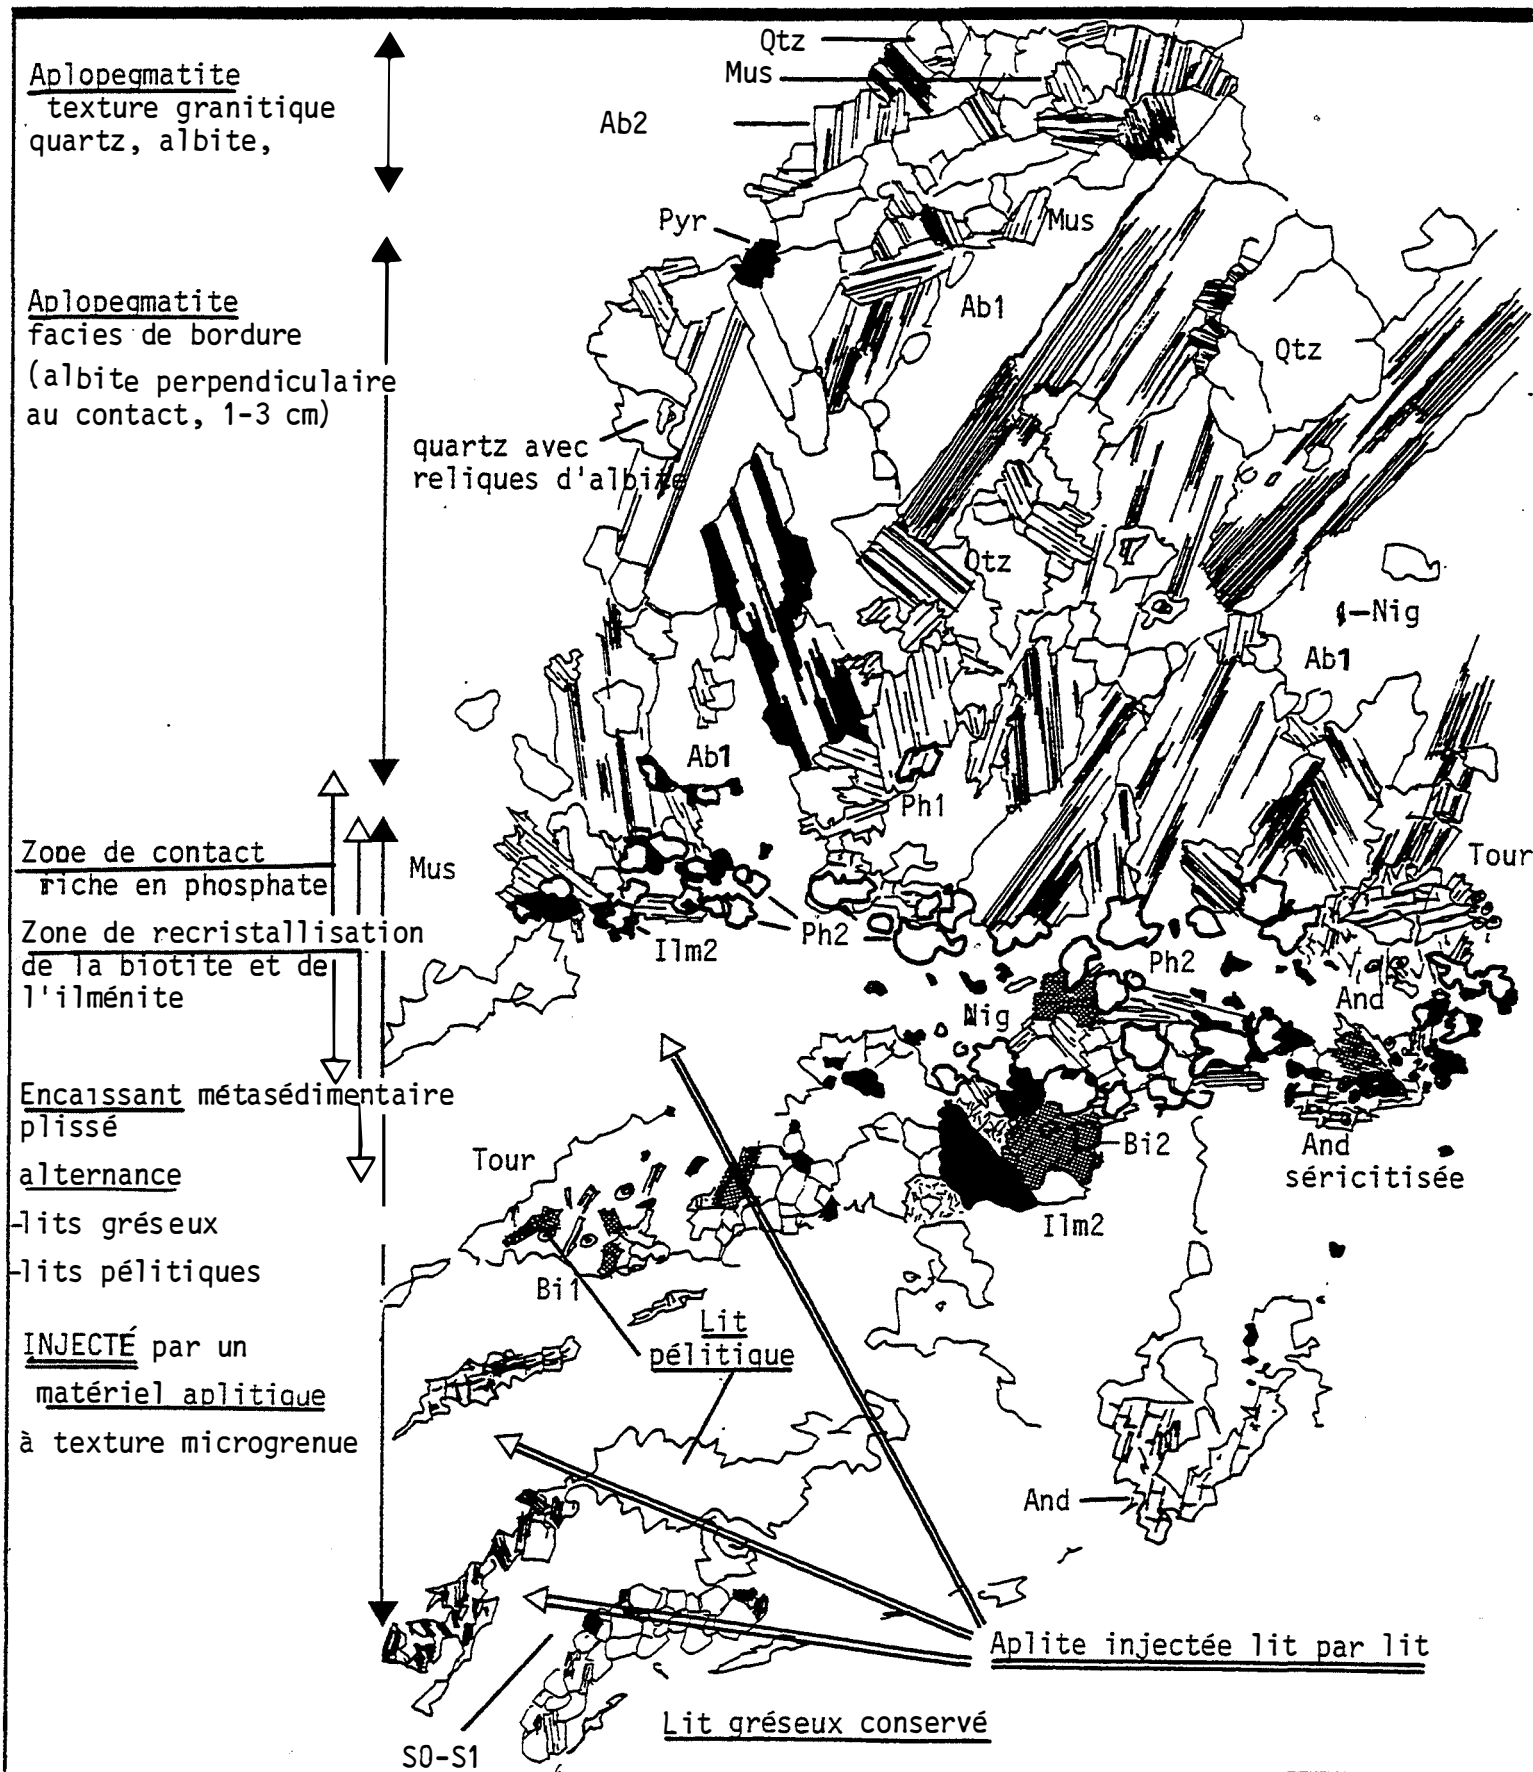 Aplopegmatite
texture granitique
quartz, albite,
Aplopegmatite
facies de bordure
(albite perpendiculaire
au contact, 1-3 cm)
Zone de contact
riche en phosphate
Zone de recristallisation
de la biotite et de
l'ilménite
Encaissant métasédimentaire
plissé
alternance
-lits gréseux
-lits pélitiques
INJECTÉ par un
matériel aplitique
à texture microgrenue
Qtz
Mus
Ab2
Pyr
Mus
Ab1
Qtz
quartz avec
reliques d'albite
Qtz
Nig
Ab1
Ab1
Ph1
Tour
Mus
Ph2
Ilm2
Ph2
And
Nig
Bi2
And
séricitisée
Tour
Ilm2
Bi1
Lit
pélitique
And
Aplite injectée lit par lit
Lit gréseux conservé
S0-S1